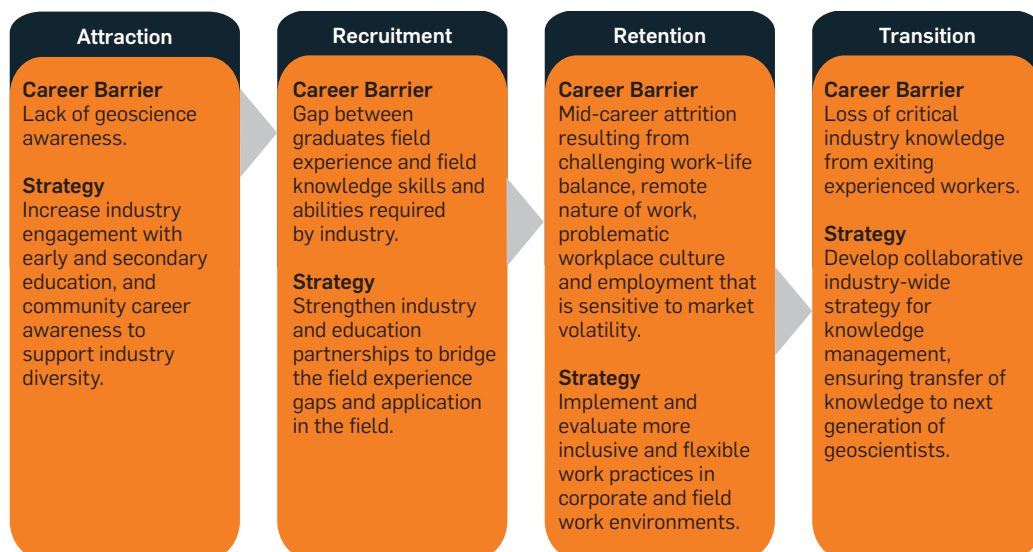 Attraction
Career Barrier
Lack of geoscience
awareness.
Strategy
Increase industry
engagement with
early and secondary
education, and
community career
awareness to
support industry
diversity.
Recruitment
Career Barrier
Gap between
graduates field
experience and field
knowledge skills and
abilities required
by industry.
Strategy
Strengthen industry
and education
partnerships to bridge
the field experience
gaps and application
in the field.
Retention
Career Barrier
Mid-career attrition
resulting from
challenging work-life
balance, remote
nature of work,
problematic
workplace culture
and employment that
is sensitive to market
volatility.
Strategy
Implement and
evaluate more
inclusive and flexible
work practices in
corporate and field
work environments.
Transition
Career Barrier
Loss of critical
industry knowledge
from exiting
experienced workers.
Strategy
Develop collaborative
industry-wide
strategy for
knowledge
management,
ensuring transfer of
knowledge to next
generation of
geoscientists.